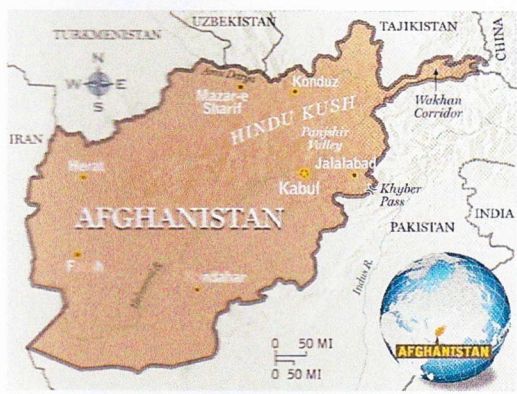 UZBEKISTAN
TAJIKISTAN
CHINA
TURKMENISTAN
N
W E
S
Amu Darya
Konduz
Mazar-e
Sharif
Wakhan
Corridor
HINDU KUSH
Panjshir
Valley
IRAN
Herat
Jalalabad
Kabul
Khyber
Pass
INDIA
AFGHANISTAN
PAKISTAN
Indus R.
0 50 MI
0 50 MI
AFGHANISTAN